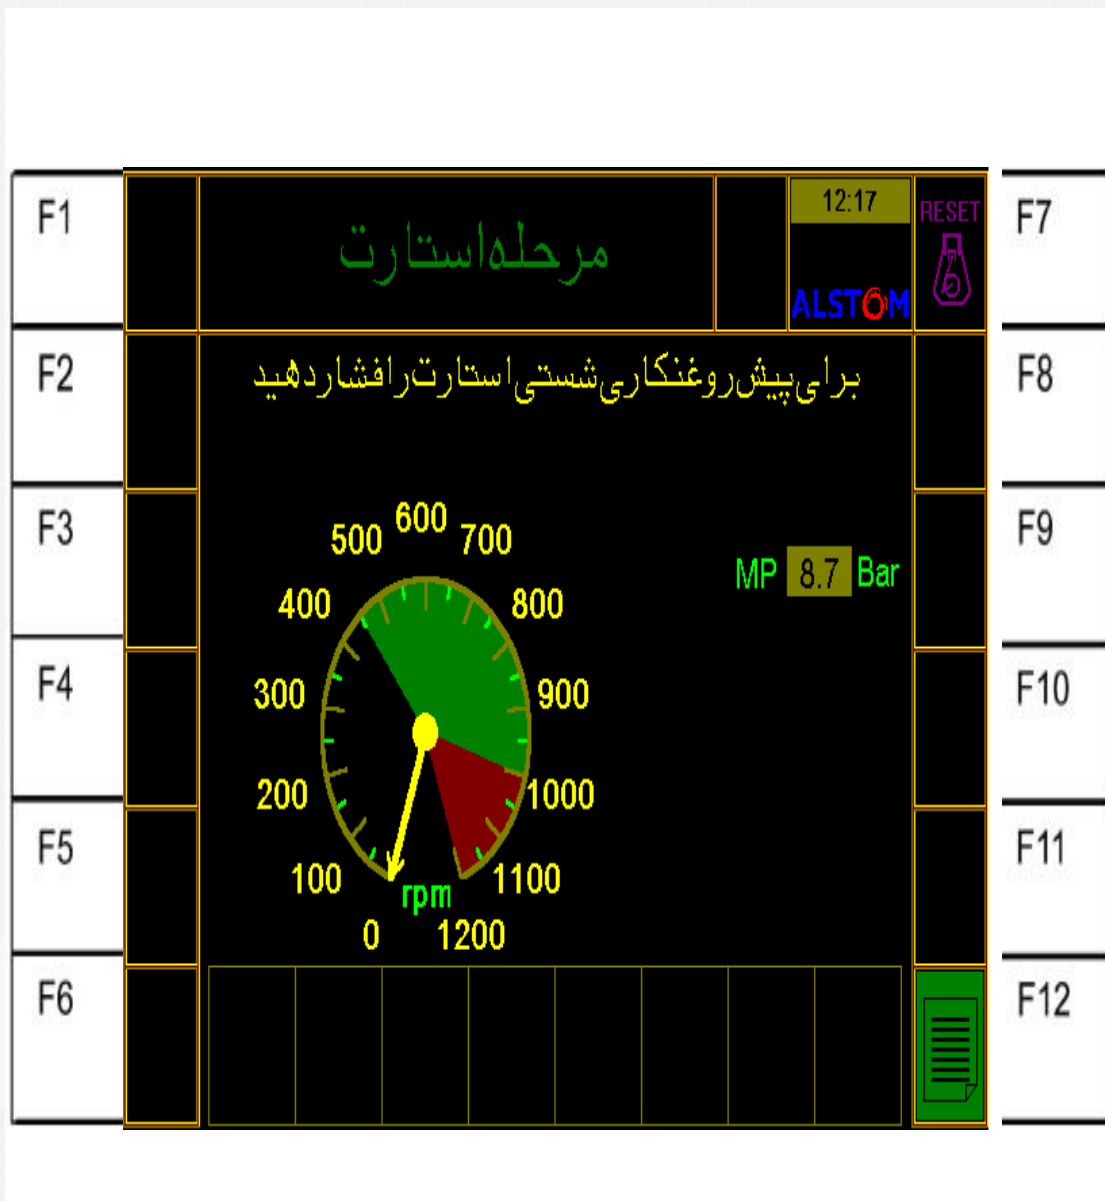 F1
F2
F3
F4
F5
F6
مرحله استارت
12:17
ALSTOM
RESET
برای پیش روغنکاری شستی استارت را فشار دهید
0
100
200
300
400
500
600
700
800
900
1000
1100
1200
rpm
MP 8.7 Bar
F7
F8
F9
F10
F11
F12